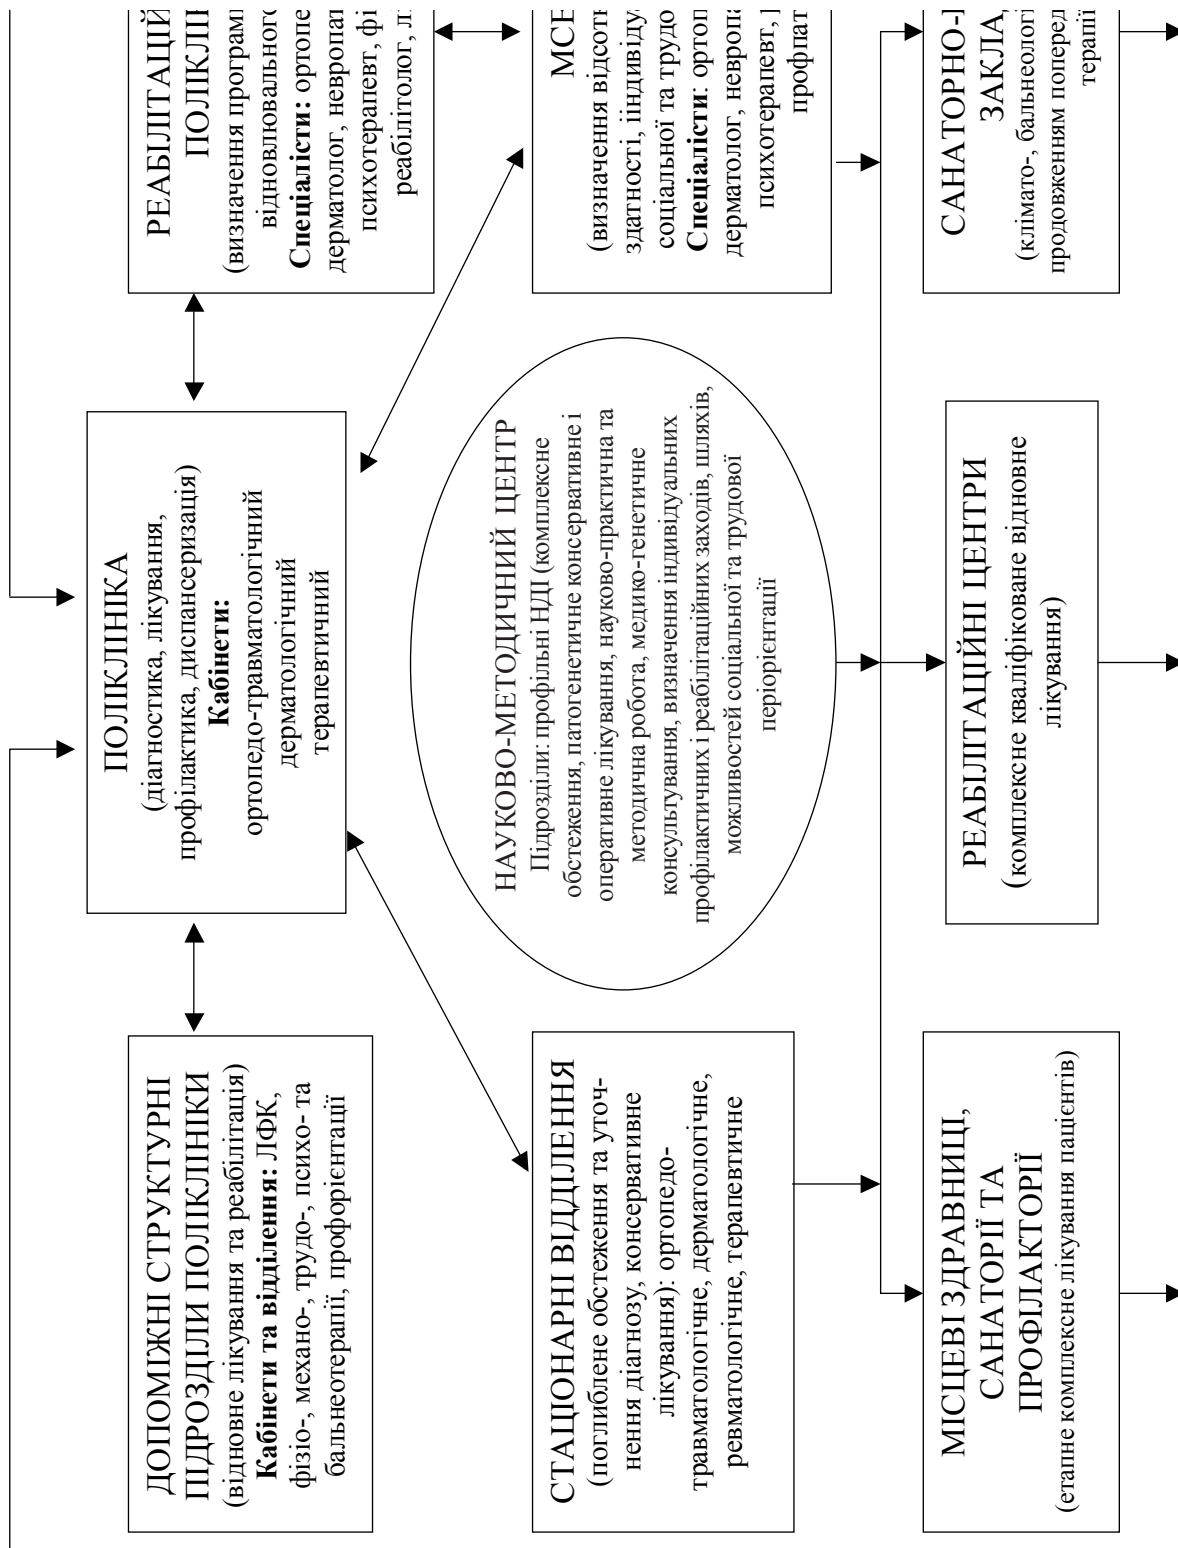 ДОПОМІЖНІ СТРУКТУРНІ
ПІДРОЗДІЛИ ПОЛІКЛІНІКИ
(відновне лікування та реабілітація)
Кабінети та відділення: ЛФК,
фізіо-, механо-, трудо-, психо- та
бальнеотерапії, профорієнтації
ПОЛІКЛІНІКА
(діагностика, лікування,
профілактика, диспансеризація)
Кабінети:
ортопедо-травматологічний
дерматологічний
терапевтичний
РЕАБІЛІТАЦІЙ
ПОЛІКЛІН
(визначення програм
відновлювального
Спеціалісти: ортопе
дерматолог, невропат
психотерапевт, фі
реабілітолог, л
СТАЦІОНАРНІ ВІДДІЛЕННЯ
(поглиблене обстеження та уточ-
нення діагнозу, консервативне
лікування): ортопедо-
травматологічне, дерматологічне,
ревматологічне, терапевтичне
НАУКОВО-МЕТОДИЧНИЙ ЦЕНТР
Підрозділи: профільні НДІ (комплексне
обстеження, патогенетичне консервативне і
оперативне лікування, науково-практична та
методична робота, медико-генетичне
консультування, визначення індивідуальних
профілактичних і реабілітаційних заходів, шляхів,
можливостей соціальної та трудової
періорієнтації
МСЕ
(визначення відсот
здатності, індивіду
соціальної та трудо
Спеціалісти: ортоп
дерматолог, невропа
психотерапевт,
профпат
МІСЦЕВІ ЗДРАВНИЦІ,
САНАТОРІЇ ТА
ПРОФІЛАКТОРІЇ
(етапне комплексне лікування пацієнтів)
РЕАБІЛІТАЦІЙНІ ЦЕНТРИ
(комплексне кваліфіковане відновне
лікування)
САНАТОРНО-
ЗАКЛА
(клімато-, бальнеологі
продовженням поперед
терапії